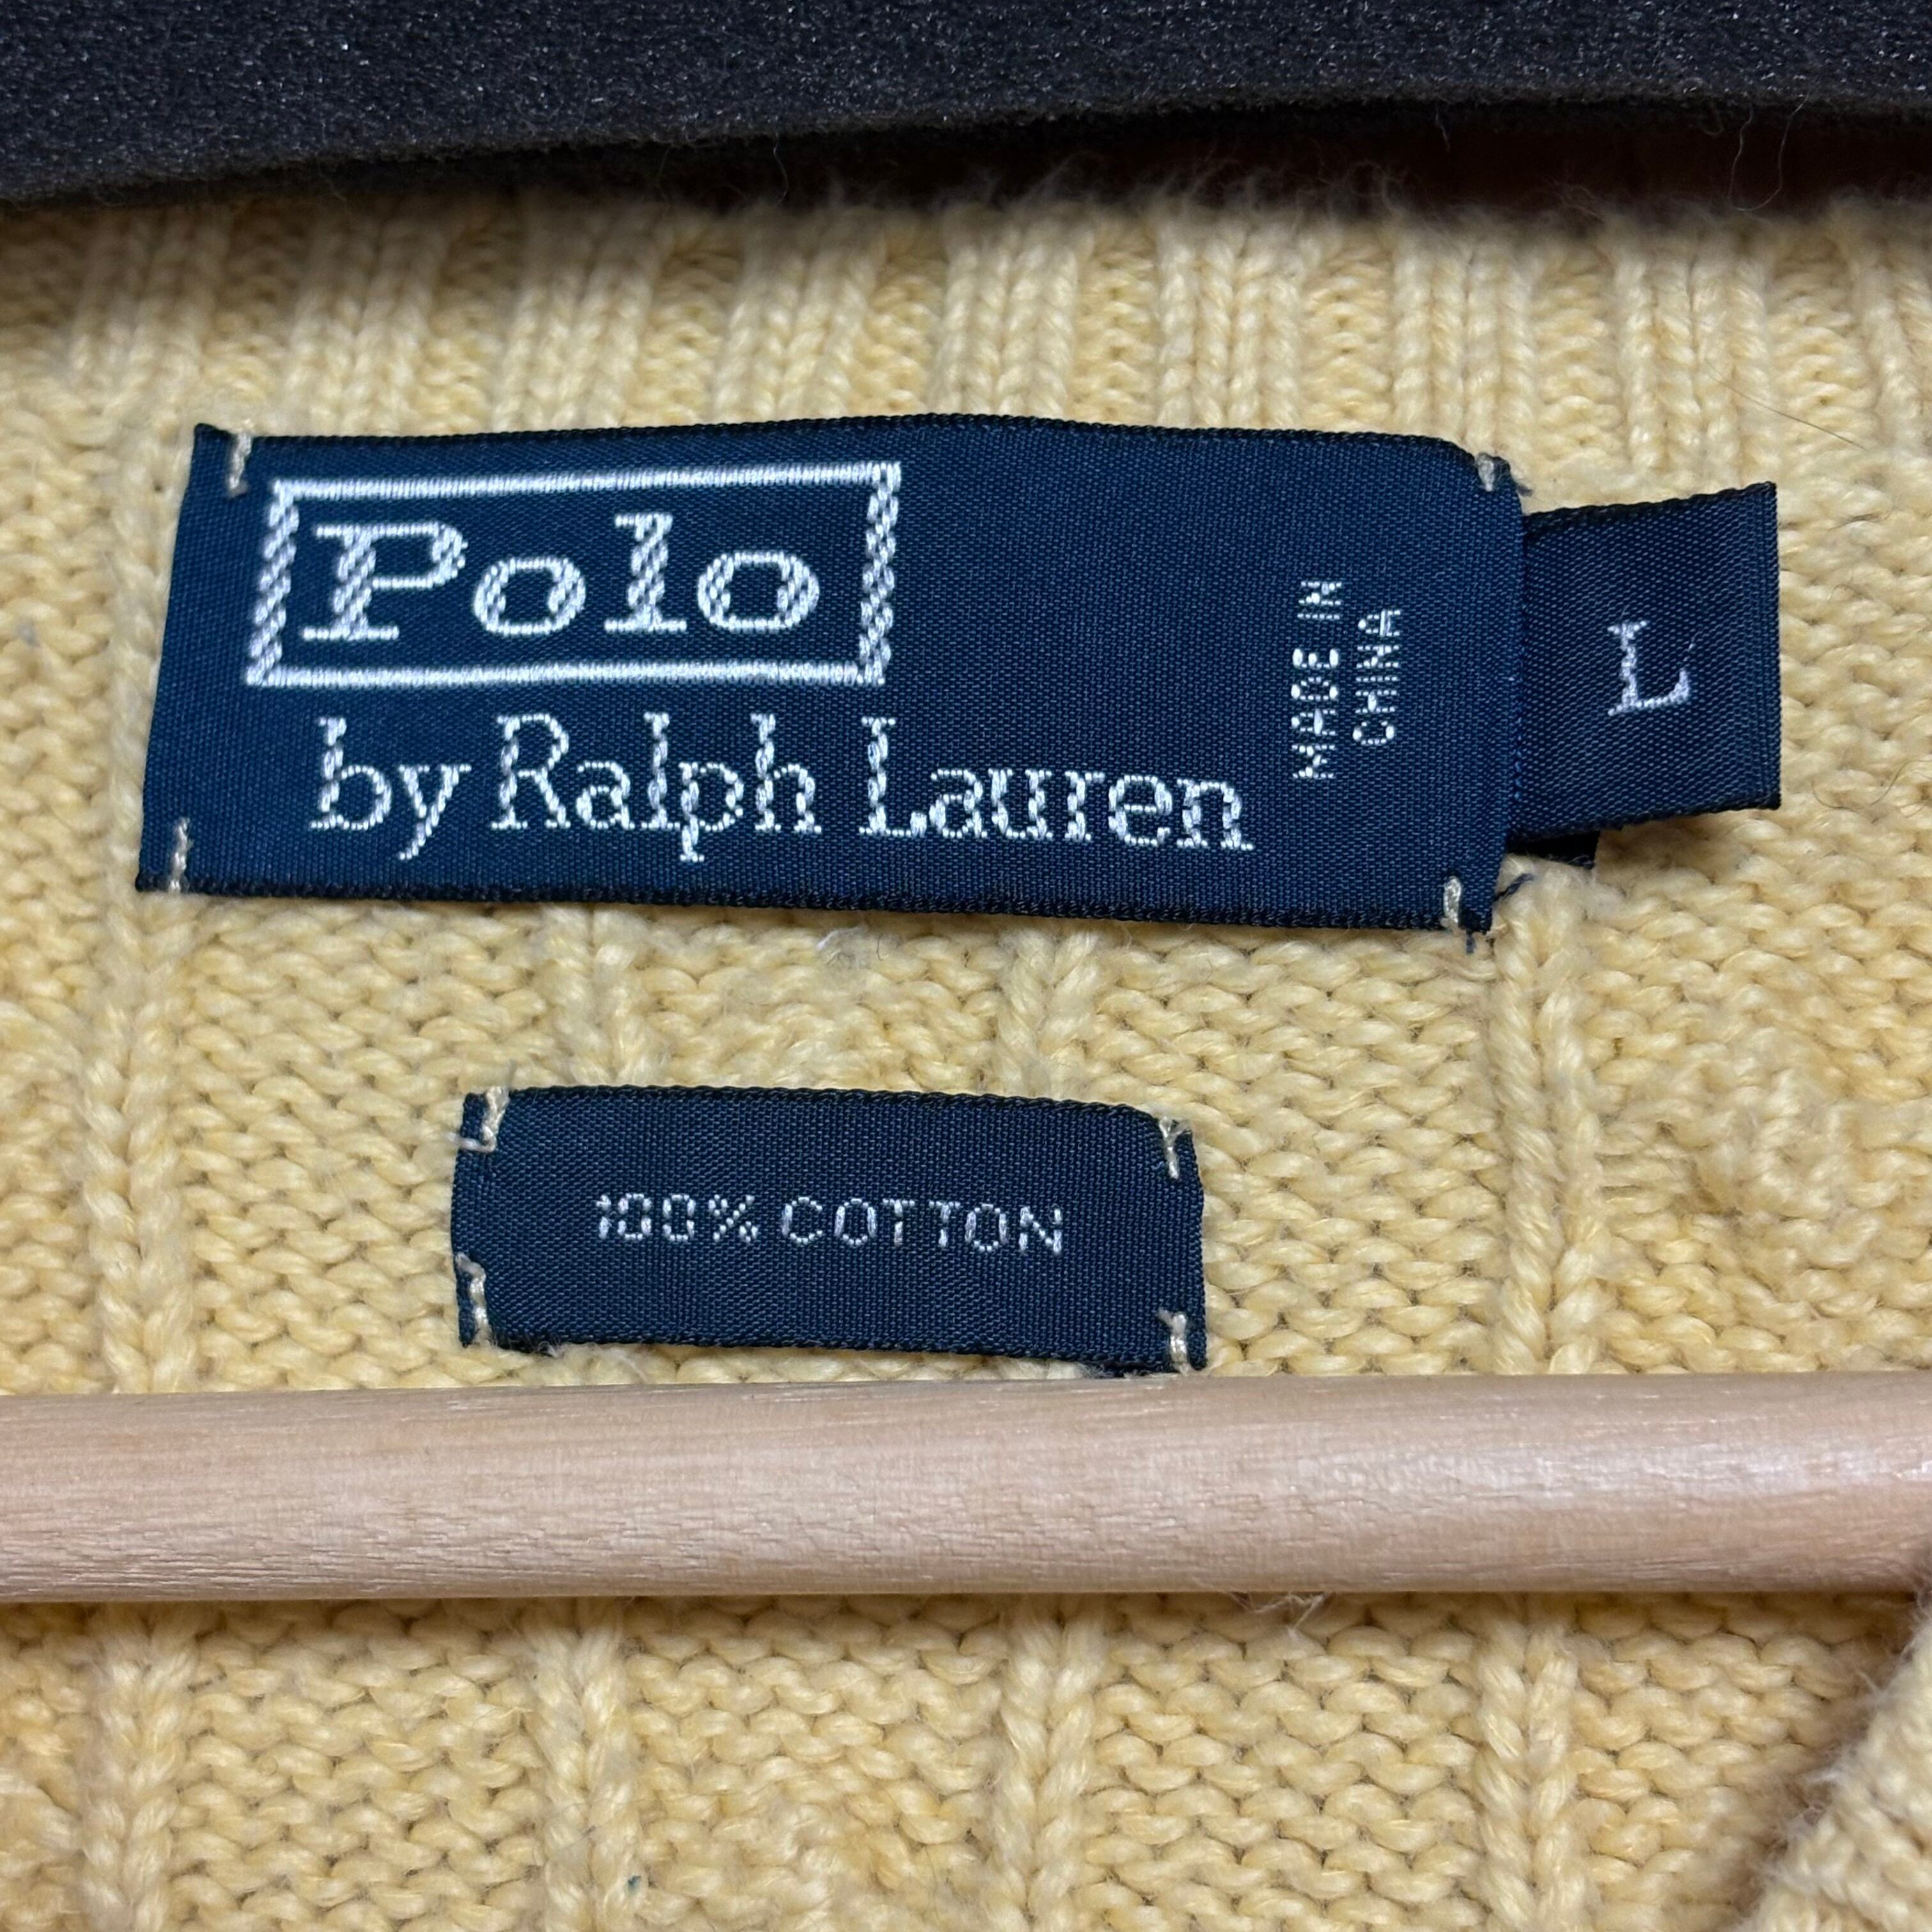 Polo
by Ralph Lauren
MADE IN
CHINA
L
100% COTTON